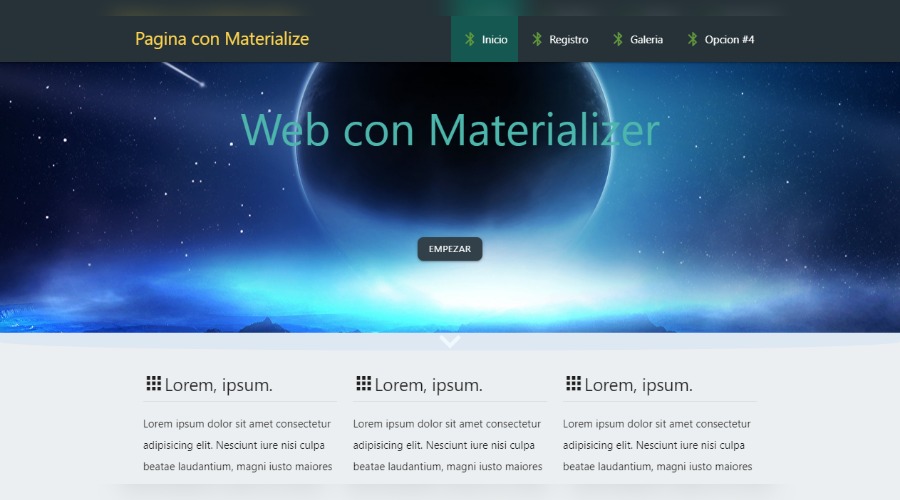 Pagina con Materialize
Inicio
Registro
Galeria
Opcion #4
Web con Materializer
EMPEZAR
Lorem, ipsum.
Lorem ipsum dolor sit amet consectetur
adipisicing elit. Nesciunt iure nisi culpa
beatae laudantium, magni iusto maiores
Lorem, ipsum.
Lorem ipsum dolor sit amet consectetur
adipisicing elit. Nesciunt iure nisi culpa
beatae laudantium, magni iusto maiores
Lorem, ipsum.
Lorem ipsum dolor sit amet consectetur
adipisicing elit. Nesciunt iure nisi culpa
beatae laudantium, magni iusto maiores